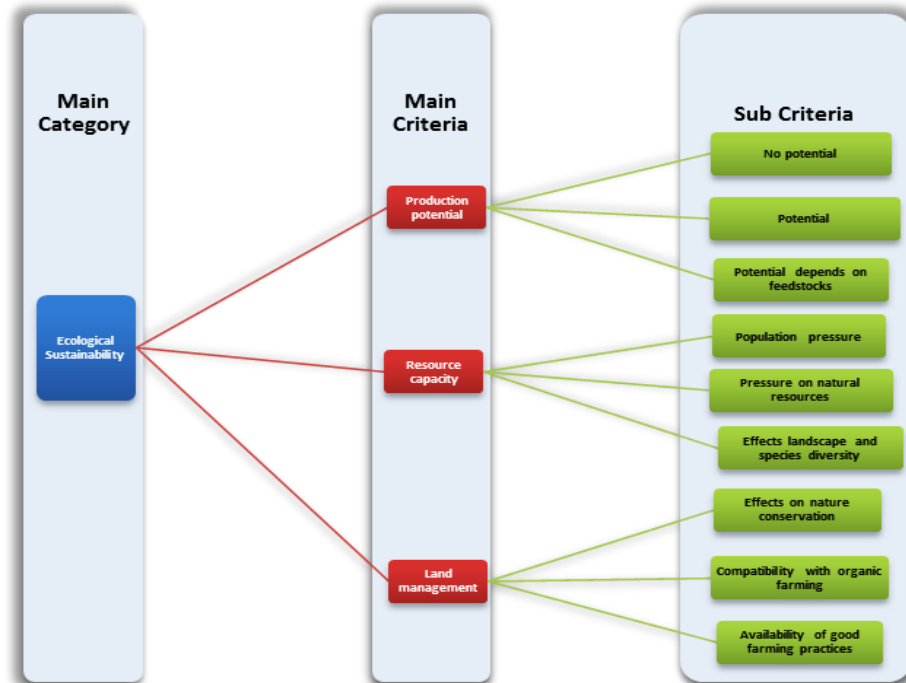 Main
Category
Ecological
Sustainability
Main
Criteria
Production
potential
Resource
capacity
Land
management
Sub Criteria
No potential
Potential
Potential depends on
feedstocks
Population pressure
Pressure on natural
resources
Effects landscape and
species diversity
Effects on nature
conservation
Compatibility with organic
farming
Availability of good
farming practices